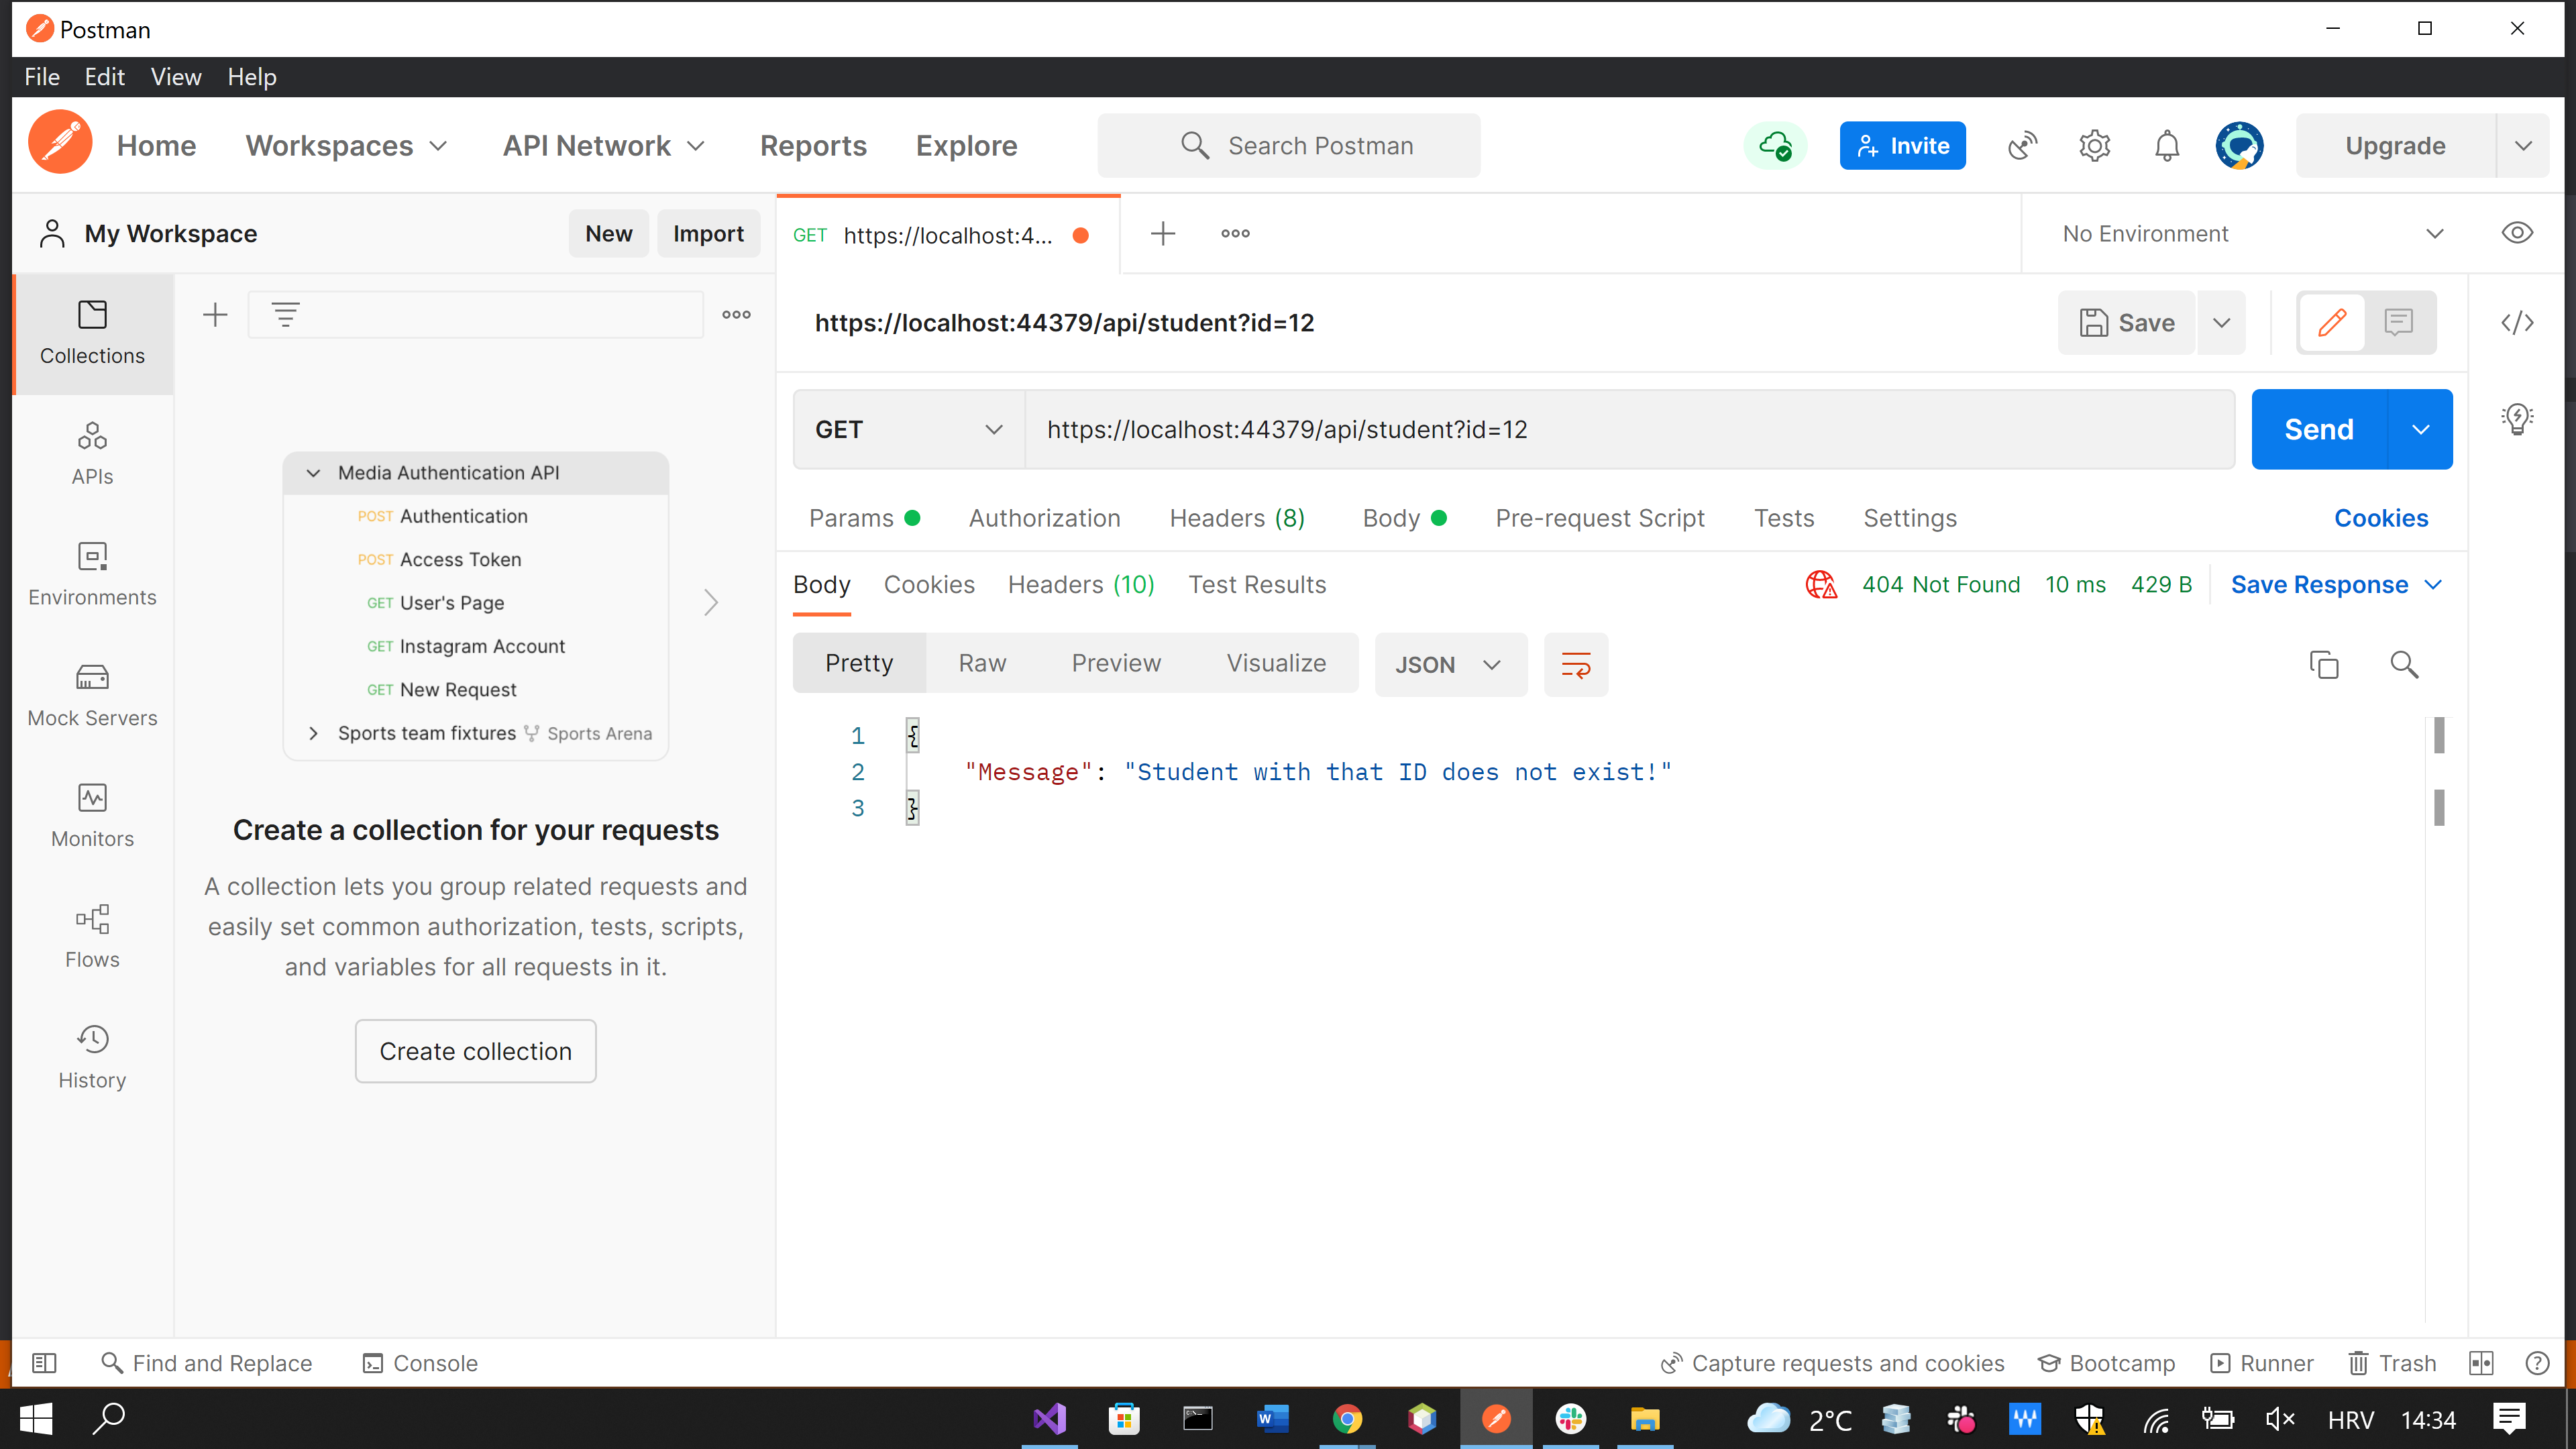 Postman
File Edit View Help
Home Workspaces API Network Reports Explore Search Postman Invite Upgrade
My Workspace New Import GET https://localhost:4... No Environment
Collections
APIs
Environments
Mock Servers
Monitors
Flows
History
Media Authentication API
POST Authentication
POST Access Token
GET User's Page
GET Instagram Account
GET New Request
Sports team fixtures Sports Arena
Create a collection for your requests
A collection lets you group related requests and
easily set common authorization, tests, scripts,
and variables for all requests in it.
Create collection
https://localhost:44379/api/student?id=12 Save
GET https://localhost:44379/api/student?id=12 Send
Params Authorization Headers (8) Body Pre-request Script Tests Settings Cookies
Body Cookies Headers (10) Test Results 404 Not Found 10 ms 429 B Save Response
Pretty Raw Preview Visualize JSON
1 {
2 "Message": "Student with that ID does not exist!"
3 }
Find and Replace Console Capture requests and cookies Bootcamp Runner Trash
2°C HRV 14:34